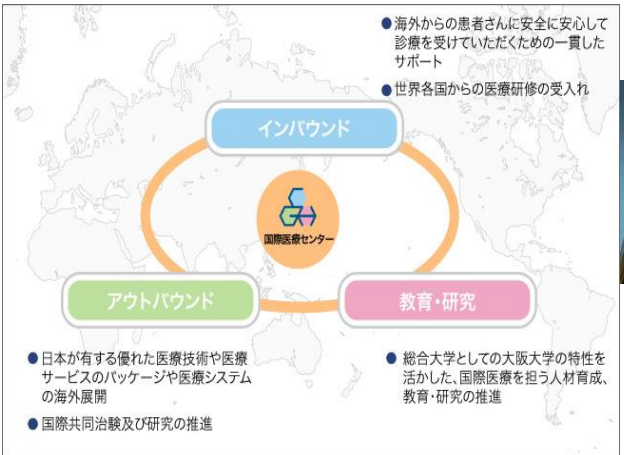 ●海外からの患者さんに安全に安心して
診療を受けていただくための一貫した
サポート
●世界各国からの医療研修の受入れ
インバウンド
国際医療センター
アウトバウンド
教育・研究
●日本が有する優れた医療技術や医療
サービスのパッケージや医療システム
の海外展開
●国際共同治験及び研究の推進
●総合大学としての大阪大学の特性を
活かした、国際医療を担う人材育成、
教育・研究の推進